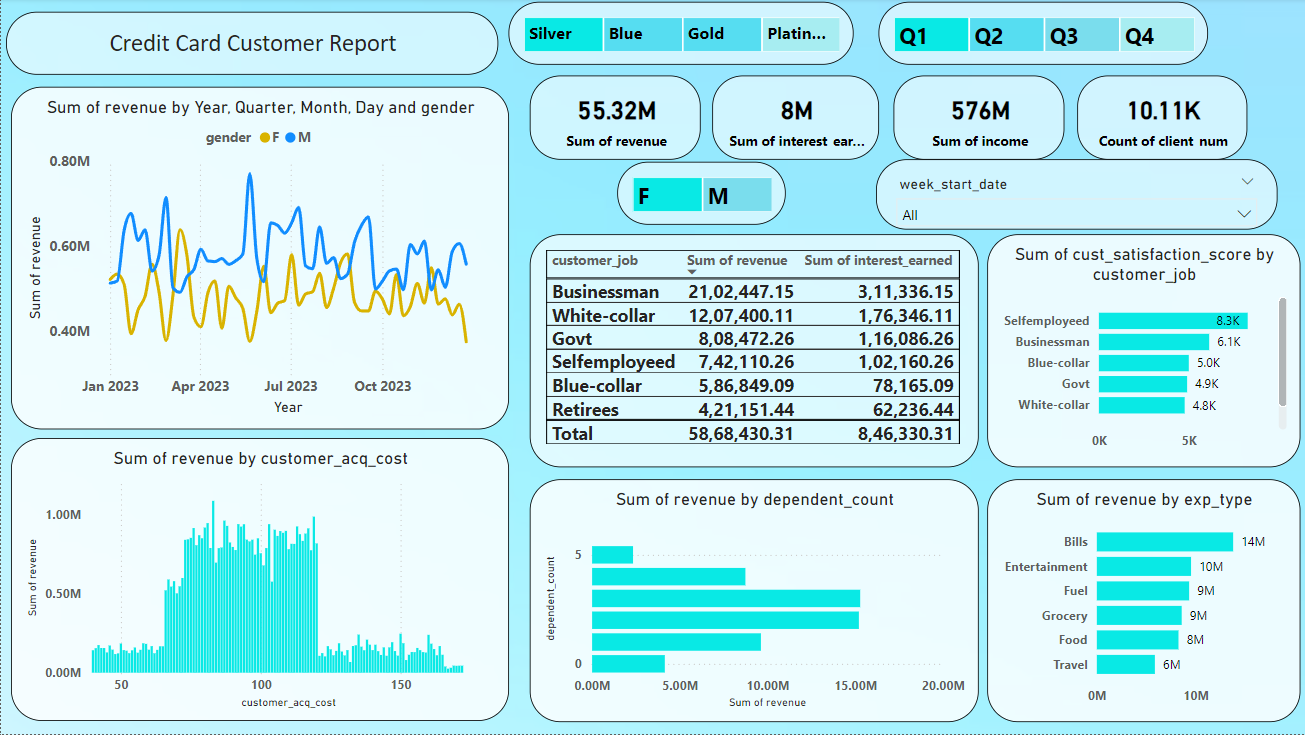 Credit Card Customer Report
Silver Blue Gold Platin...
Q1 Q2 Q3 Q4
55.32M
Sum of revenue
8M
Sum of interest ear...
576M
Sum of income
10.11K
Count of client num
F M
week_start_date
All
Sum of revenue by Year, Quarter, Month, Day and gender
gender F M
Sum of revenue
0.80M
0.60M
0.40M
Jan 2023 Apr 2023 Jul 2023 Oct 2023
Year
customer_job Sum of revenue Sum of interest_earned
Businessman 21,02,447.15 3,11,336.15
White-collar 12,07,400.11 1,76,346.11
Govt 8,08,472.26 1,16,086.26
Selfemployeed 7,42,110.26 1,02,160.26
Blue-collar 5,86,849.09 78,165.09
Retirees 4,21,151.44 62,236.44
Total 58,68,430.31 8,46,330.31
Sum of cust_satisfaction_score by
customer_job
Selfemployeed 8.3K
Businessman 6.1K
Blue-collar 5.0K
Govt 4.9K
White-collar 4.8K
0K 5K
Sum of revenue by customer_acq_cost
Sum of revenue
1.00M
0.50M
0.00M
50 100 150
customer_acq_cost
Sum of revenue by dependent_count
dependent_count
5
0
0.00M 5.00M 10.00M 15.00M 20.00M
Sum of revenue
Sum of revenue by exp_type
Bills 14M
Entertainment 10M
Fuel 9M
Grocery 9M
Food 8M
Travel 6M
0M 10M